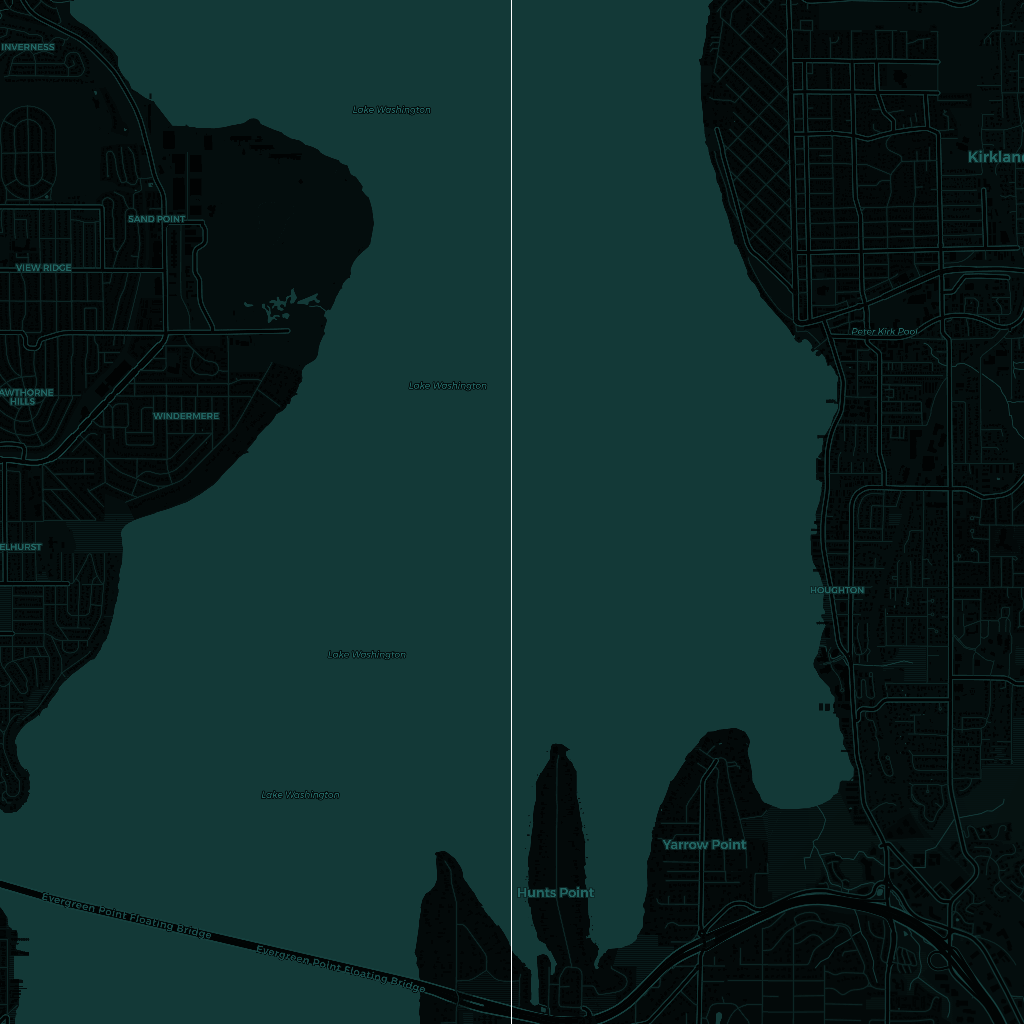 INVERNESS
Lake Washington
Kirklan
SAND POINT
VIEW RIDGE
Peter Kirk Pool
Lake Washington
AWTHORNE
HILLS
WINDERMERE
ELHURST
HOUGHTON
Lake Washington
Lake Washington
Yarrow Point
Hunts Point
Evergreen Point Floating Bridge
Evergreen Point Floating Bridge